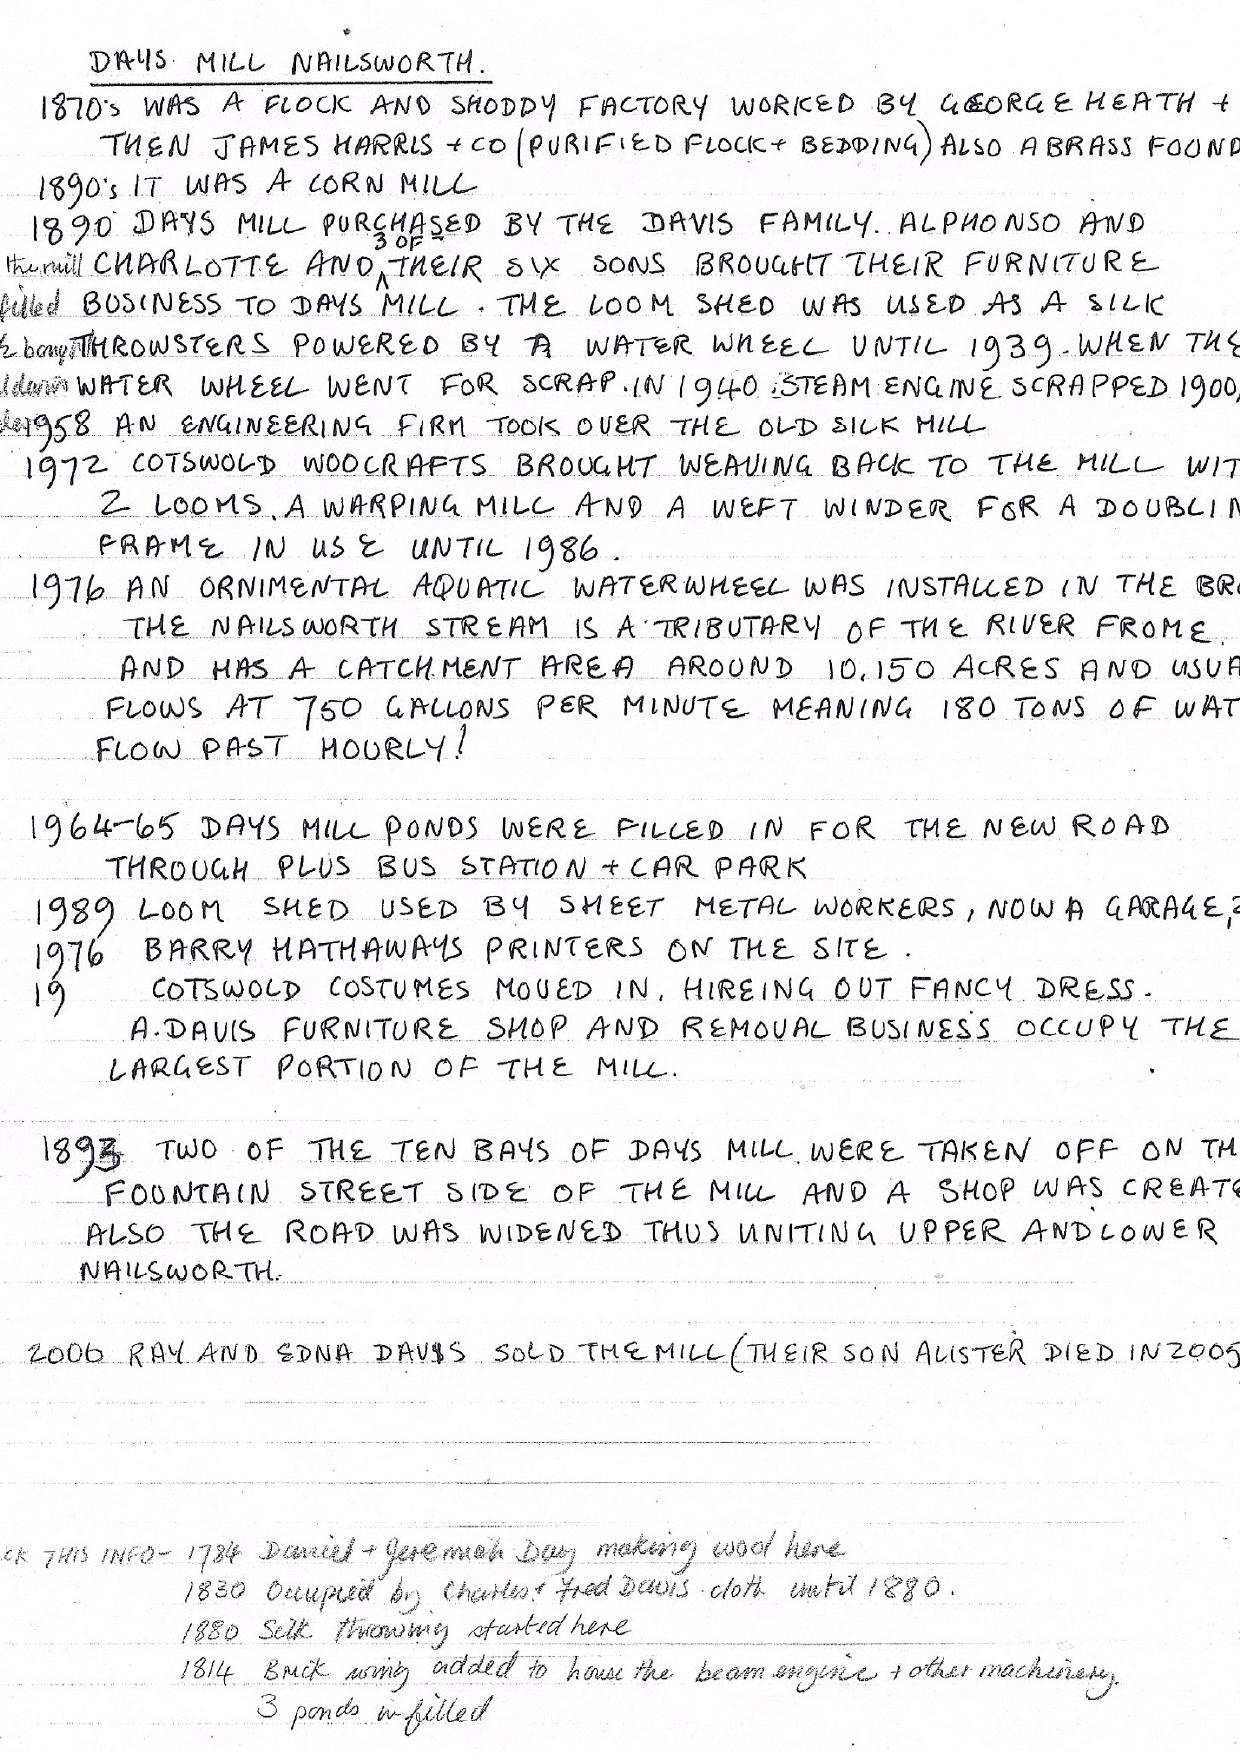 DAYS MILL NAILSWORTH.
1870's WAS A FLOCK AND SHODDY FACTORY WORKED BY GEORGE HEATH +
THEN JAMES HARRIS + CO (PURIFIED FLOCK + BEDDING) ALSO A BRASS FOUND
1890's IT WAS A CORN MILL
1890 DAYS MILL PURCHASED BY THE DAVIS FAMILY. ALPHONSO AND
the mill CHARLOTTE AND 3 OF THEIR SIX SONS BROUGHT THEIR FURNITURE
filled BUSINESS TO DAYS MILL. THE LOOM SHED WAS USED AS A SILK
THROWSTERS POWERED BY A WATER WHEEL UNTIL 1939. WHEN THE
WATER WHEEL WENT FOR SCRAP. IN 1940 STEAM ENGINE SCRAPPED 1900,
1958 AN ENGINEERING FIRM TOOK OVER THE OLD SILK MILL
1972 COTSWOLD WOOCRAFTS BROUGHT WEAVING BACK TO THE MILL WIT
2 LOOMS. A WARPING MILL AND A WEFT WINDER FOR A DOUBLIN
FRAME IN USE UNTIL 1986.
1976 AN ORNIMENTAL AQUATIC WATERWHEEL WAS INSTALLED IN THE BRO
THE NAILSWORTH STREAM IS A TRIBUTARY OF THE RIVER FROME
AND HAS A CATCHMENT AREA AROUND 10,150 ACRES AND USUA
FLOWS AT 750 GALLONS PER MINUTE MEANING 180 TONS OF WAT
FLOW PAST HOURLY!
1964-65 DAYS MILL PONDS WERE FILLED IN FOR THE NEW ROAD
THROUGH PLUS BUS STATION + CAR PARK
1989 LOOM SHED USED BY SHEET METAL WORKERS, NOW A GARAGE,
1976 BARRY HATHAWAYS PRINTERS ON THE SITE.
19 COTSWOLD COSTUMES MOVED IN, HIREING OUT FANCY DRESS.
A. DAVIS FURNITURE SHOP AND REMOVAL BUSINESS OCCUPY THE
LARGEST PORTION OF THE MILL.
1893 TWO OF THE TEN BAYS OF DAYS MILL WERE TAKEN OFF ON TH
FOUNTAIN STREET SIDE OF THE MILL AND A SHOP WAS CREATE
ALSO THE ROAD WAS WIDENED THUS UNITING UPPER AND LOWER
NAILSWORTH.
2006 RAY AND EDNA DAVIS SOLD THE MILL (THEIR SON ALISTER DIED IN 2005
CK THIS INFO - 1784 Daniel + Jeremiah Day making wool here
1830 Occupied by Charles + Fred Davis cloth until 1880.
1880 Silk throwing started here
1814 Brick wing added to house the beam engine + other machinery.
3 ponds in filled